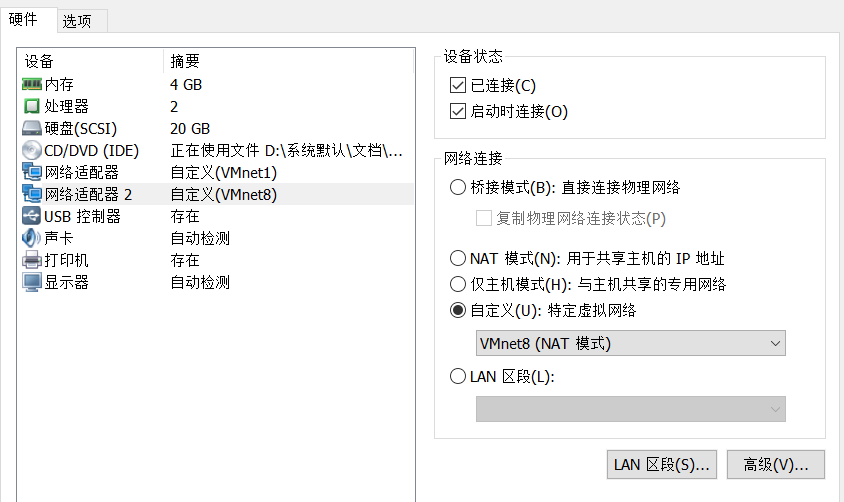 硬件
选项
设备 摘要
内存 4 GB
处理器 2
硬盘(SCSI) 20 GB
CD/DVD (IDE) 正在使用文件 D:\系统默认\文档\...
网络适配器 自定义(VMnet1)
网络适配器 2 自定义(VMnet8)
USB 控制器 存在
声卡 自动检测
打印机 存在
显示器 自动检测
设备状态
已连接(C)
启动时连接(O)
网络连接
桥接模式(B): 直接连接物理网络
复制物理网络连接状态(P)
NAT 模式(N): 用于共享主机的 IP 地址
仅主机模式(H): 与主机共享的专用网络
自定义(U): 特定虚拟网络
VMnet8 (NAT 模式)
LAN 区段(L):
LAN 区段(S)...
高级(V)...